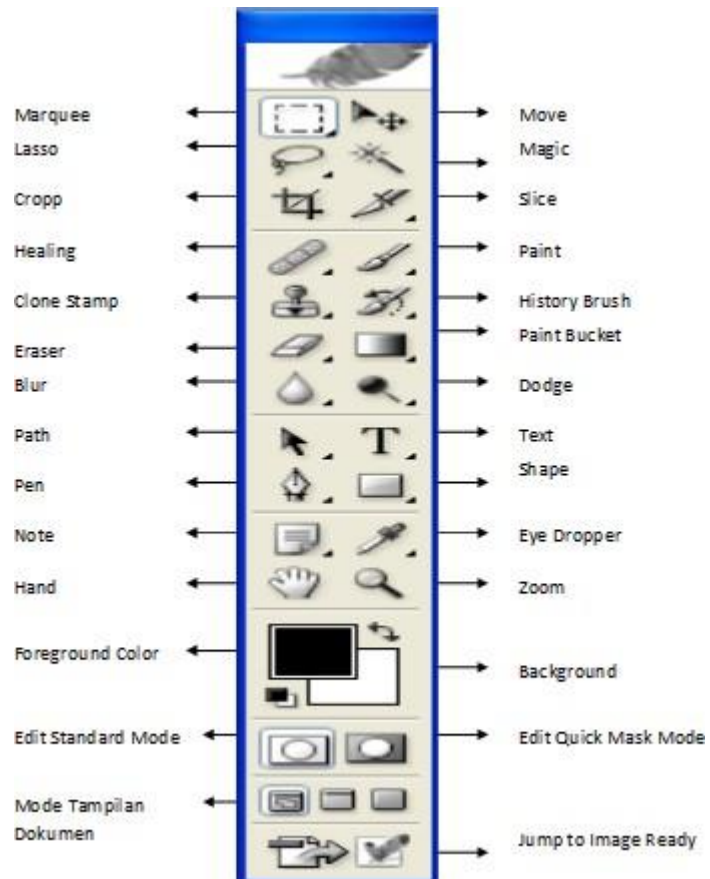 Marquee
Move
Lasso
Magic
Cropp
Slice
Healing
Paint
Clone Stamp
History Brush
Paint Bucket
Eraser
Blur
Dodge
Path
Text
Shape
Pen
Note
Eye Dropper
Hand
Zoom
Foreground Color
Background
Edit Standard Mode
Edit Quick Mask Mode
Mode Tampilan
Dokumen
Jump to Image Ready